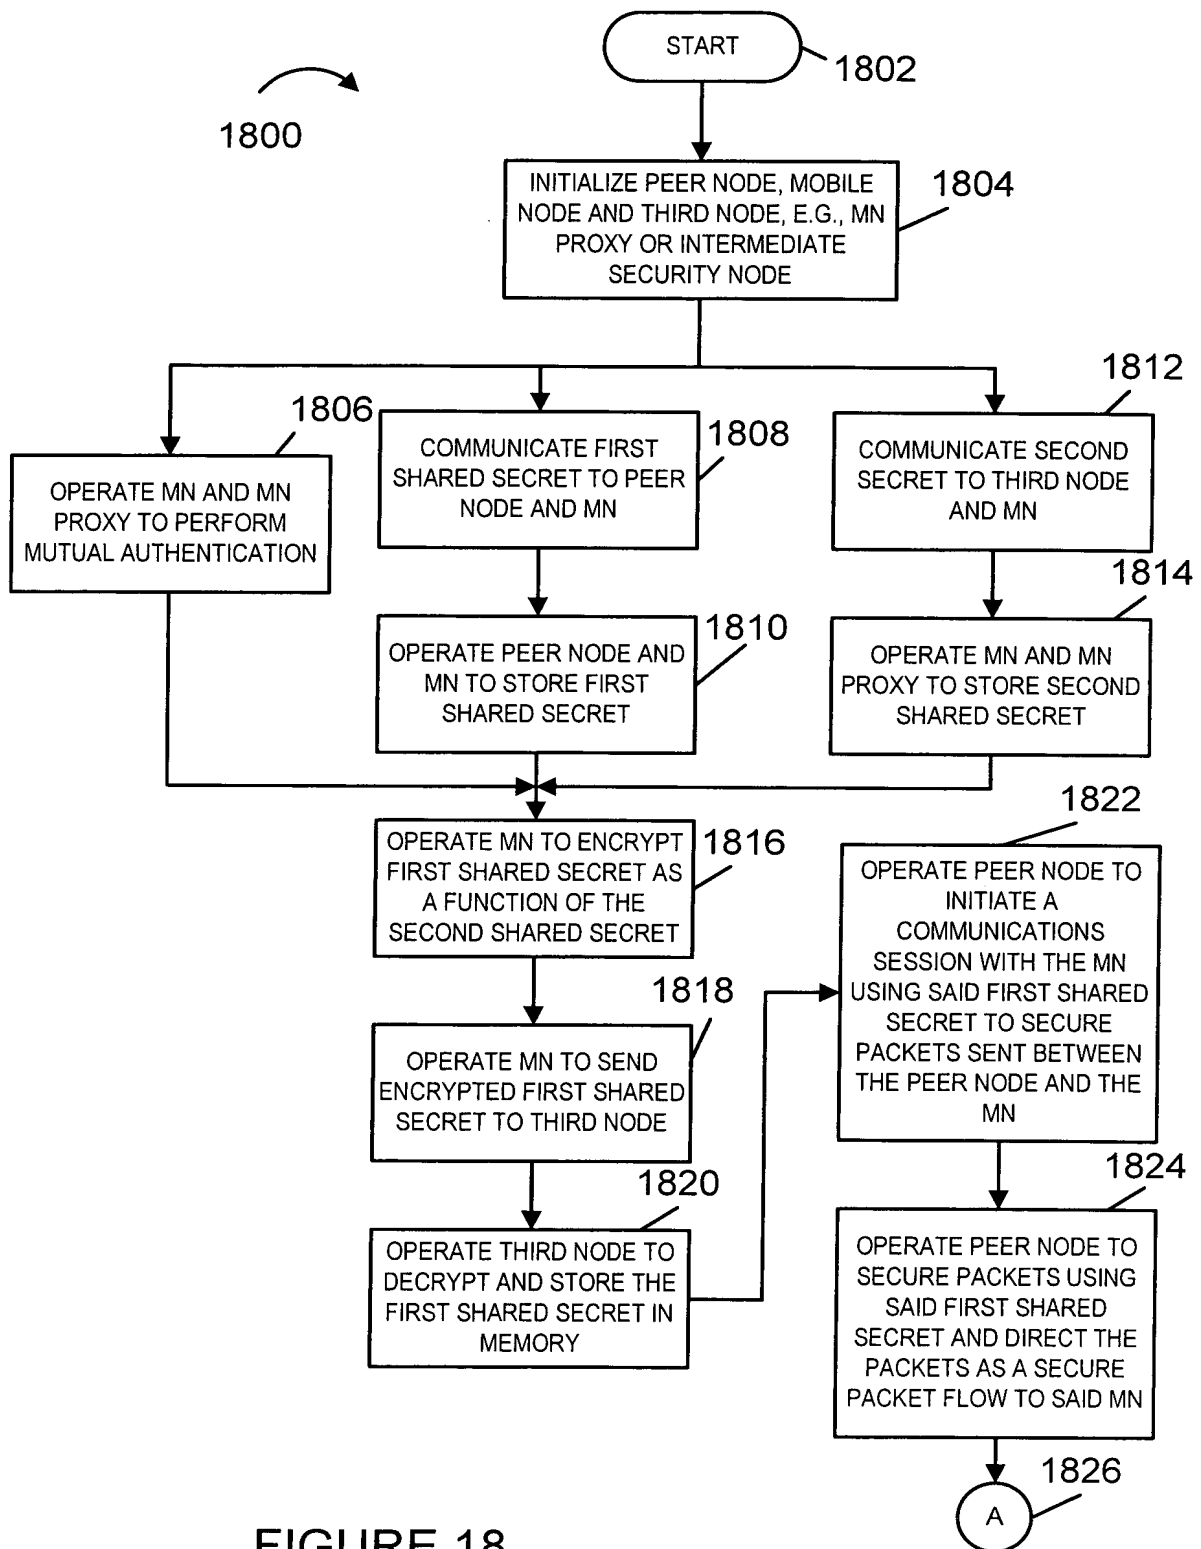 START
1802
1800
INITIALIZE PEER NODE, MOBILE
NODE AND THIRD NODE, E.G., MN
PROXY OR INTERMEDIATE
SECURITY NODE
1804
1806
OPERATE MN AND MN
PROXY TO PERFORM
MUTUAL AUTHENTICATION
1808
COMMUNICATE FIRST
SHARED SECRET TO PEER
NODE AND MN
1812
COMMUNICATE SECOND
SECRET TO THIRD NODE
AND MN
1810
OPERATE PEER NODE AND
MN TO STORE FIRST
SHARED SECRET
1814
OPERATE MN AND MN
PROXY TO STORE SECOND
SHARED SECRET
1816
OPERATE MN TO ENCRYPT
FIRST SHARED SECRET AS
A FUNCTION OF THE
SECOND SHARED SECRET
1818
OPERATE MN TO SEND
ENCRYPTED FIRST SHARED
SECRET TO THIRD NODE
1820
OPERATE THIRD NODE TO
DECRYPT AND STORE THE
FIRST SHARED SECRET IN
MEMORY
1822
OPERATE PEER NODE TO
INITIATE A
COMMUNICATIONS
SESSION WITH THE MN
USING SAID FIRST SHARED
SECRET TO SECURE
PACKETS SENT BETWEEN
THE PEER NODE AND THE
MN
1824
OPERATE PEER NODE TO
SECURE PACKETS USING
SAID FIRST SHARED
SECRET AND DIRECT THE
PACKETS AS A SECURE
PACKET FLOW TO SAID MN
1826
A
FIGURE 18